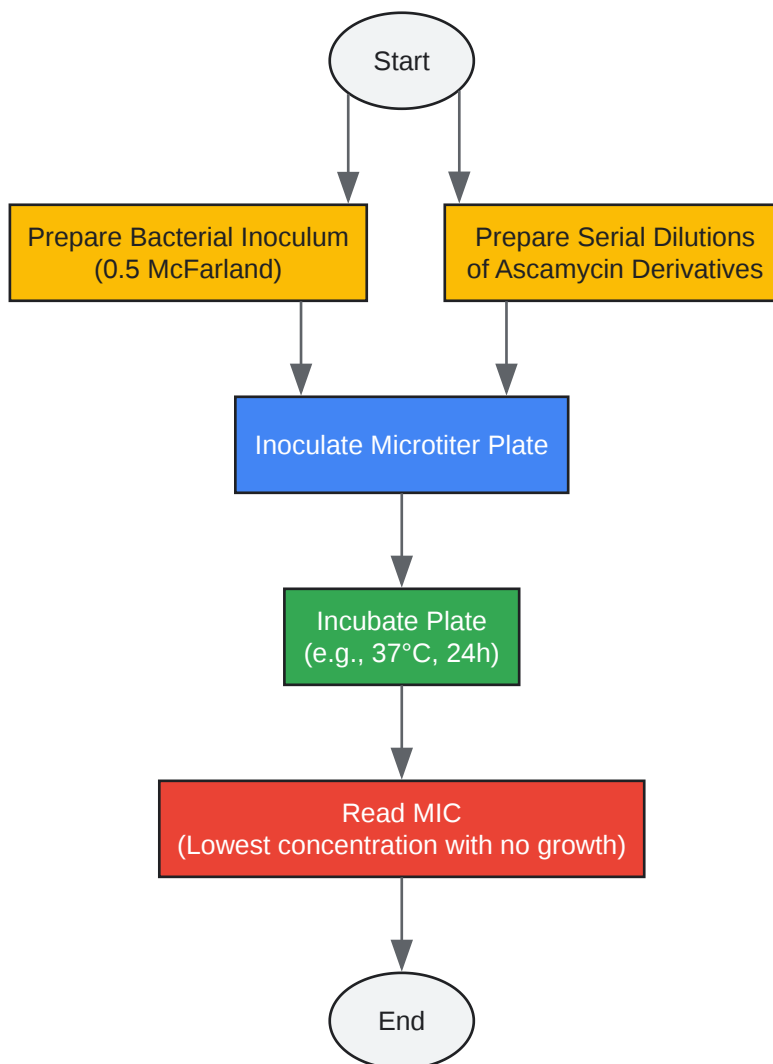 Start
Prepare Bacterial Inoculum
(0.5 McFarland)
Prepare Serial Dilutions
of Ascamycin Derivatives
Inoculate Microtiter Plate
Incubate Plate
(e.g., 37°C, 24h)
Read MIC
(Lowest concentration with no growth)
End